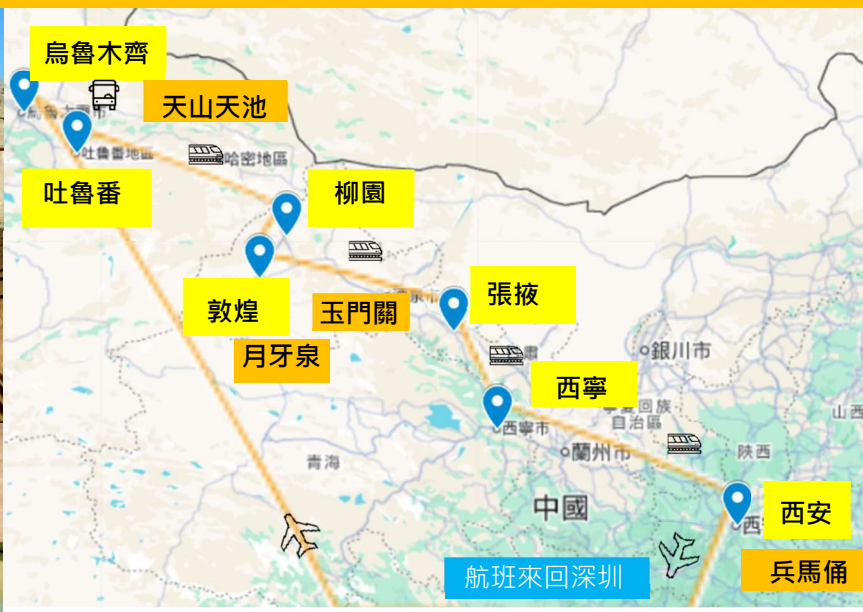 烏魯木齊
天山天池
吐魯番地區
哈密地區
吐魯番
柳園
敦煌
玉門關
張掖
月牙泉
銀川市
西寧
回族
自治區
西寧市
蘭州市
山西
陝西
青海
中國
西安
航班來回深圳
兵馬俑